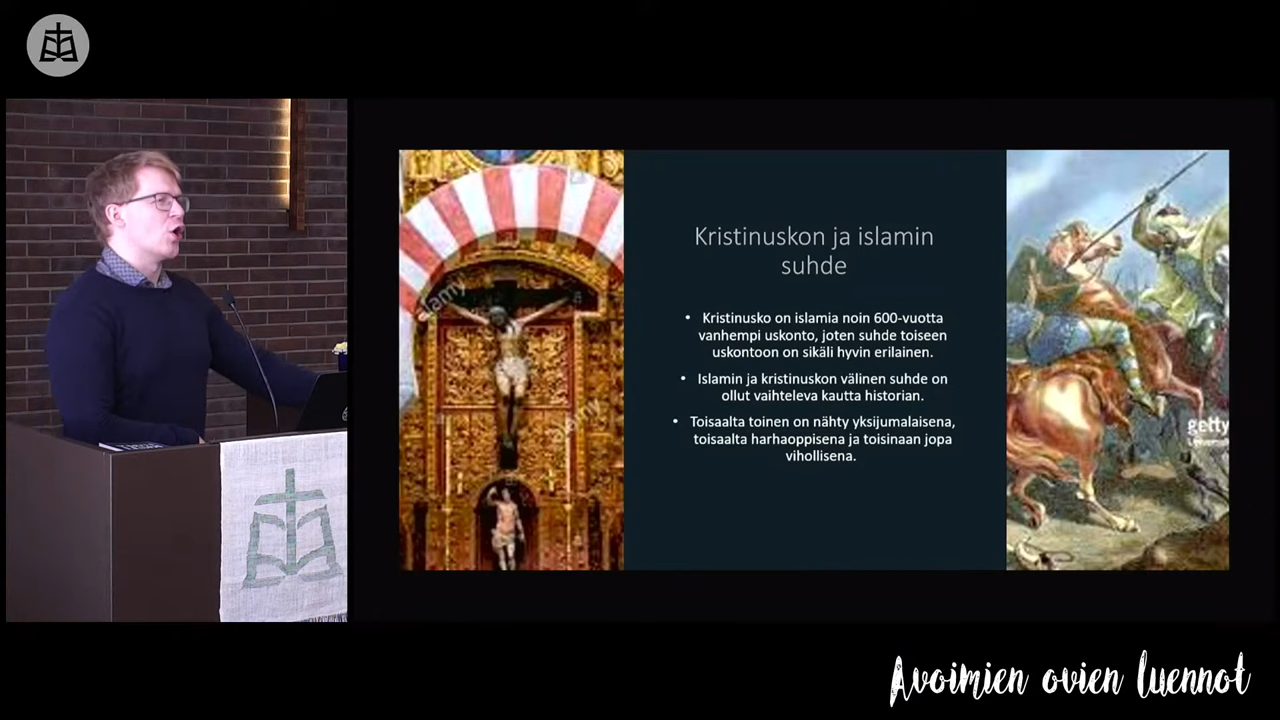 Kristinuskon ja islamin
suhde
• Kristinusko on islamia noin 600-vuotta
vanhempi uskonto, joten suhde toiseen
uskontoon on sikäli hyvin erilainen.
• Islamin ja kristinuskon välinen suhde on
ollut vaihteleva kautta historian.
• Toisaalta toinen on nähty yksijumalaisena,
toisaalta harhaoppisena ja toisinaan jopa
vihollisena.
alamy
getty
Avoimien ovien luennot